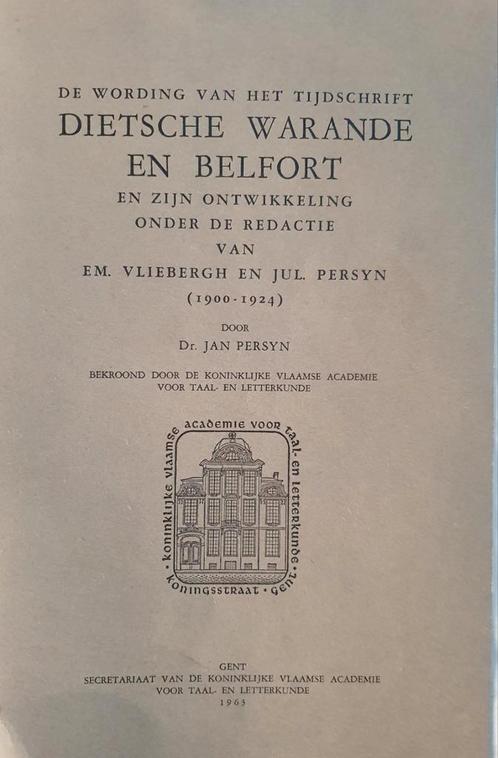 DE WORDING VAN HET TIJDSCHRIFT
DIETSCHE WARANDE
EN BELFORT
EN ZIJN ONTWIKKELING
ONDER DE REDACTIE
VAN
EM. VLIEBERGH EN JUL. PERSYN
(1900-1924)
DOOR
Dr. JAN PERSYN
BEKROOND DOOR DE KONINKLIJKE VLAAMSE ACADEMIE
VOOR TAAL- EN LETTERKUNDE
koninklijke vlaamse academie voor taal- en letterkunde
koningsstraat · gent
GENT
SECRETARIAAT VAN DE KONINKLIJKE VLAAMSE ACADEMIE
VOOR TAAL- EN LETTERKUNDE
1963